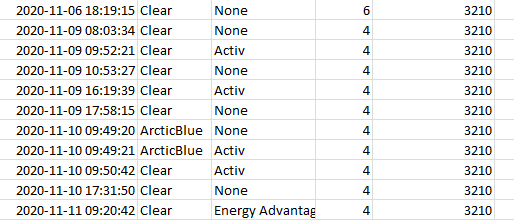 2020-11-06 18:19:15 Clear None 6 3210
2020-11-09 08:03:34 Clear None 4 3210
2020-11-09 09:52:21 Clear Activ 4 3210
2020-11-09 10:53:27 Clear None 4 3210
2020-11-09 16:19:39 Clear Activ 4 3210
2020-11-09 17:58:15 Clear None 4 3210
2020-11-10 09:49:20 ArcticBlue None 4 3210
2020-11-10 09:49:21 ArcticBlue Activ 4 3210
2020-11-10 09:50:42 Clear Activ 4 3210
2020-11-10 17:31:50 Clear None 4 3210
2020-11-11 09:20:42 Clear Energy Advantag 4 3210